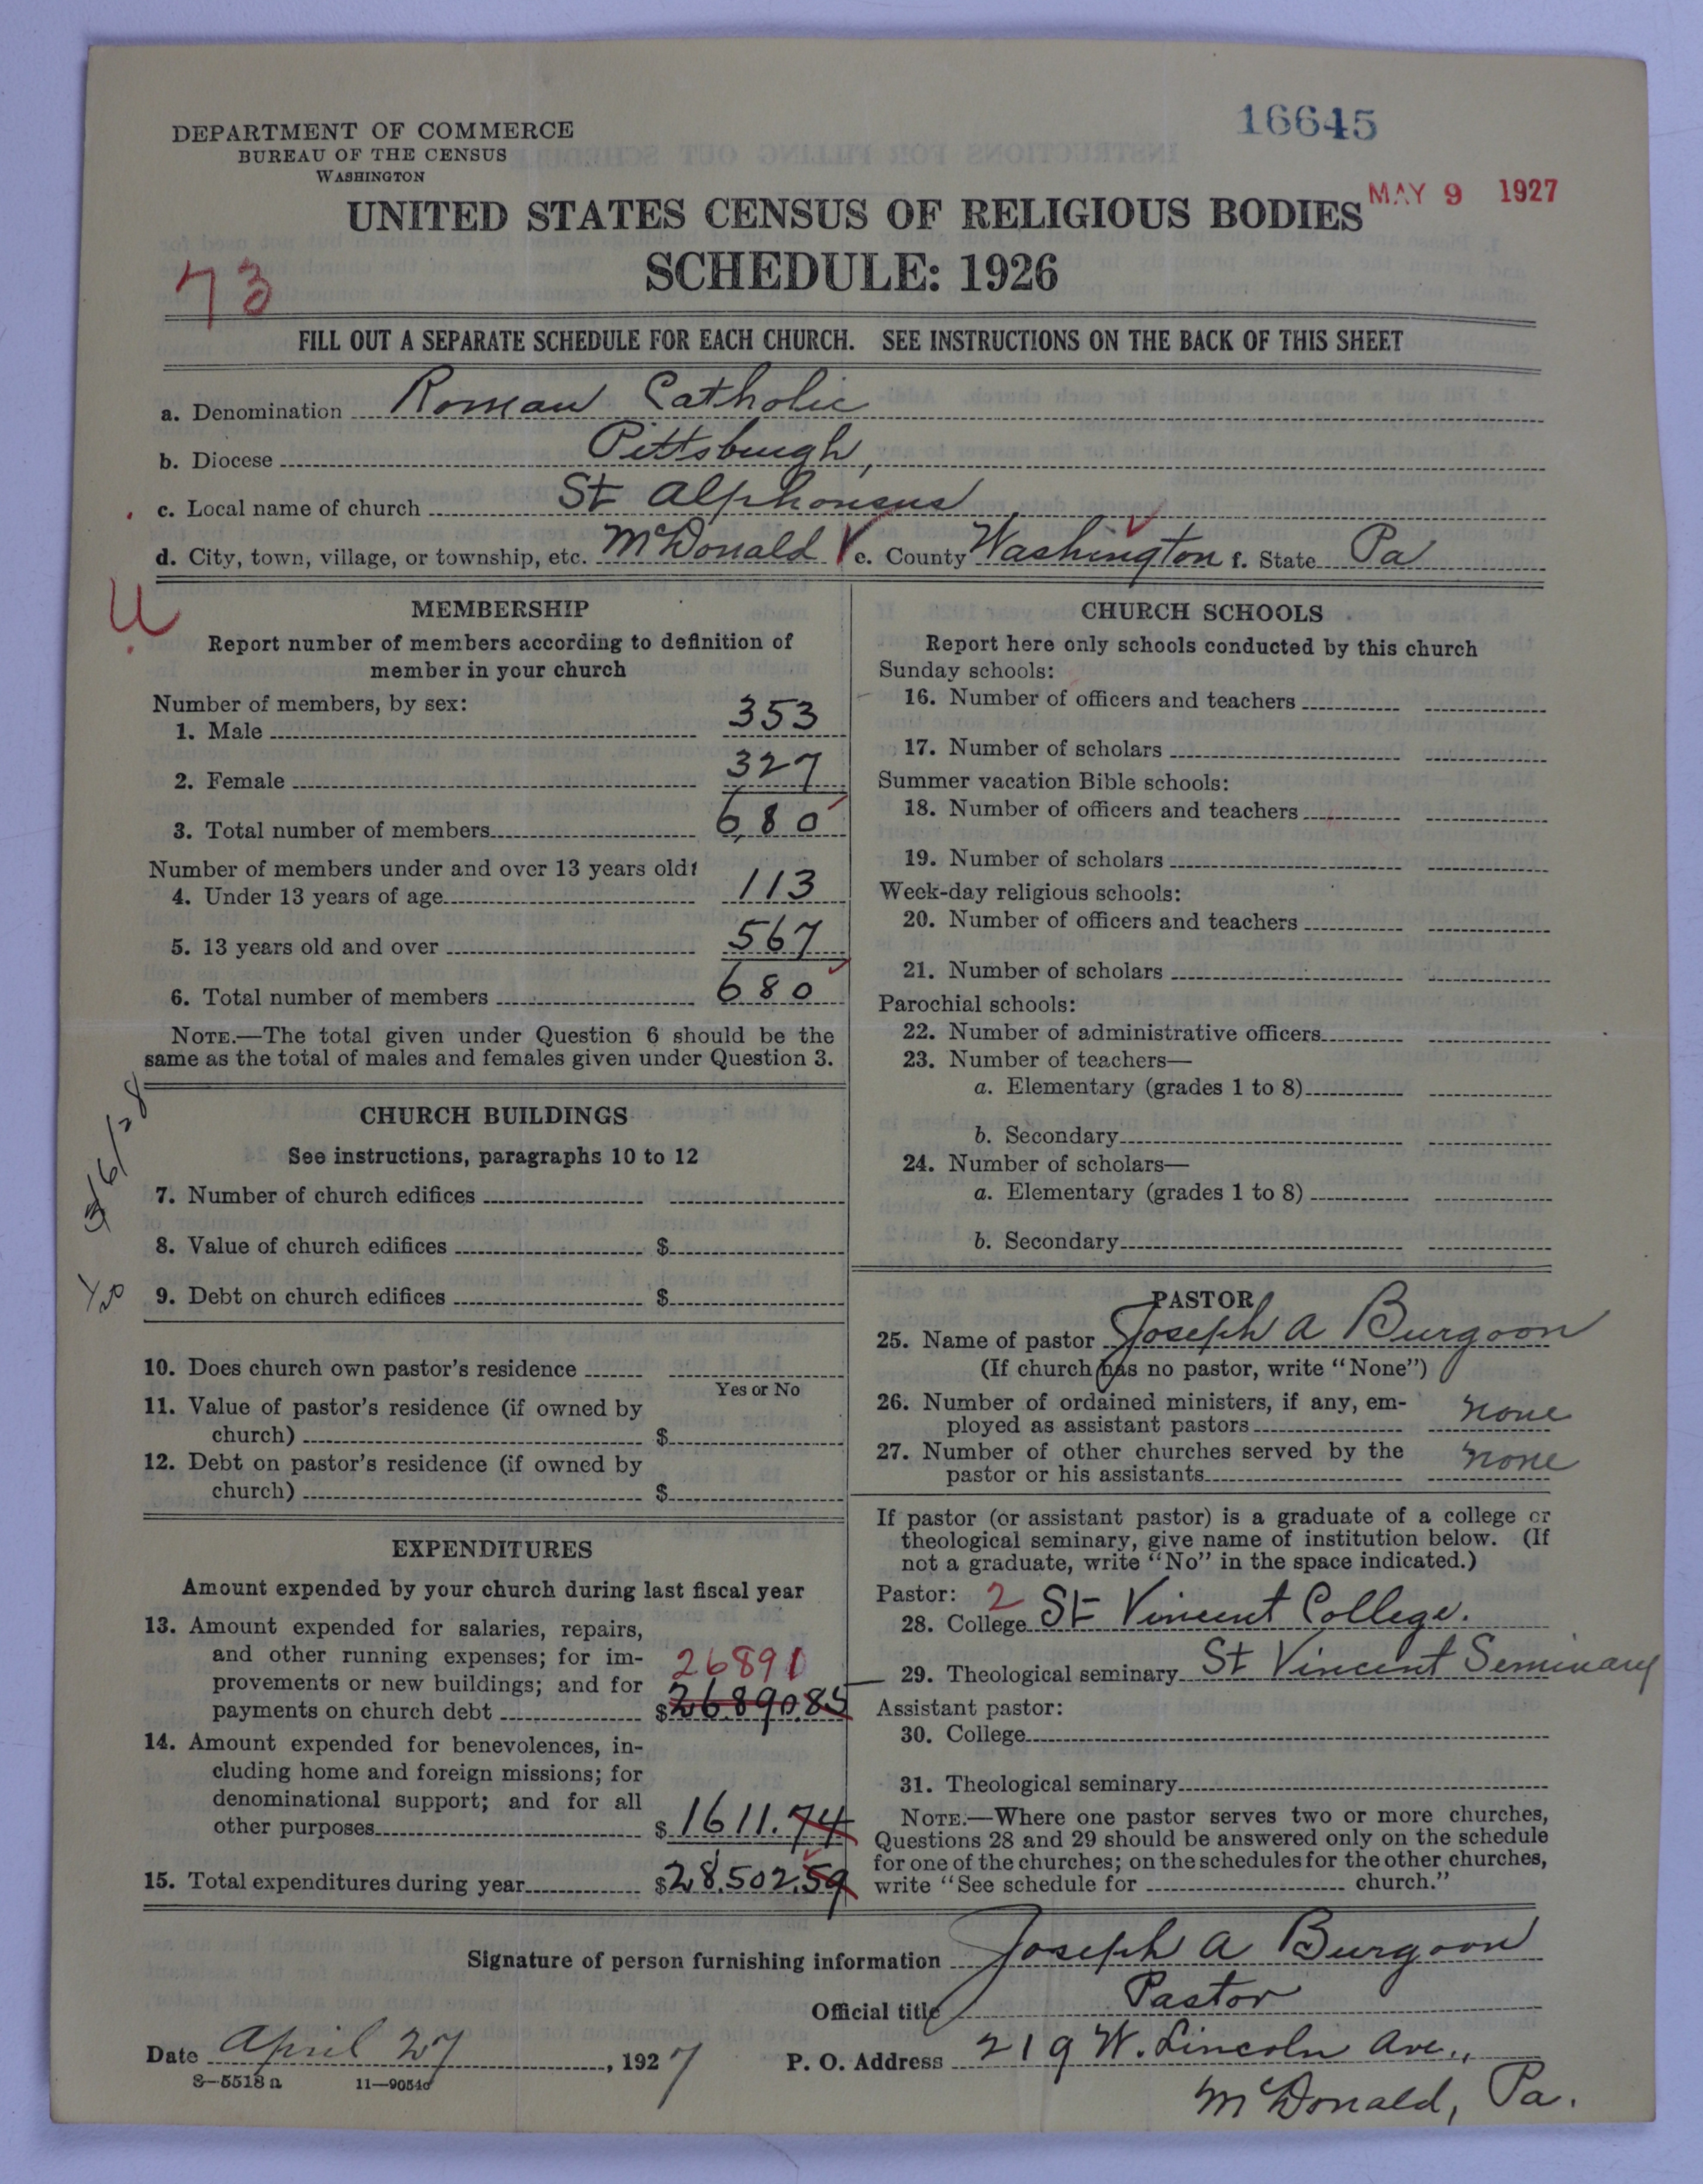 16645
DEPARTMENT OF COMMERCE
BUREAU OF THE CENSUS
WASHINGTON
MAY 9 1927
UNITED STATES CENSUS OF RELIGIOUS BODIES
SCHEDULE: 1926
73
FILL OUT A SEPARATE SCHEDULE FOR EACH CHURCH. SEE INSTRUCTIONS ON THE BACK OF THIS SHEET
a. Denomination Roman Catholic
b. Diocese Pittsburgh,
c. Local name of church St Alphonsus
d. City, town, village, or township, etc. McDonald e. County Washington f. State Pa
U
MEMBERSHIP
Report number of members according to definition of
member in your church
Number of members, by sex:
1. Male 353
2. Female 327
3. Total number of members 680
Number of members under and over 13 years old:
4. Under 13 years of age 113
5. 13 years old and over 567
6. Total number of members 680
NOTE.—The total given under Question 6 should be the
same as the total of males and females given under Question 3.
CHURCH BUILDINGS
See instructions, paragraphs 10 to 12
7. Number of church edifices
8. Value of church edifices $
9. Debt on church edifices $
10. Does church own pastor's residence
Yes or No
11. Value of pastor's residence (if owned by
church) $
12. Debt on pastor's residence (if owned by
church) $
EXPENDITURES
Amount expended by your church during last fiscal year
13. Amount expended for salaries, repairs,
and other running expenses; for im-
26891
provements or new buildings; and for
payments on church debt $26890.85
14. Amount expended for benevolences, in-
cluding home and foreign missions; for
denominational support; and for all
other purposes $1611.74
15. Total expenditures during year $28,502.59
CHURCH SCHOOLS
Report here only schools conducted by this church
Sunday schools:
16. Number of officers and teachers
17. Number of scholars
Summer vacation Bible schools:
18. Number of officers and teachers
19. Number of scholars
Week-day religious schools:
20. Number of officers and teachers
21. Number of scholars
Parochial schools:
22. Number of administrative officers
23. Number of teachers—
a. Elementary (grades 1 to 8)
b. Secondary
24. Number of scholars—
a. Elementary (grades 1 to 8)
b. Secondary
PASTOR
25. Name of pastor Joseph A Burgoon
(If church has no pastor, write "None")
26. Number of ordained ministers, if any, em-
ployed as assistant pastors none
27. Number of other churches served by the
pastor or his assistants none
If pastor (or assistant pastor) is a graduate of a college or
theological seminary, give name of institution below. (If
not a graduate, write "No" in the space indicated.)
Pastor: 2
28. College St Vincent College.
29. Theological seminary St Vincent Seminary
Assistant pastor:
30. College
31. Theological seminary
NOTE.—Where one pastor serves two or more churches,
Questions 28 and 29 should be answered only on the schedule
for one of the churches; on the schedules for the other churches,
write "See schedule for church."
Signature of person furnishing information Joseph A Burgoon
Official title Pastor
Date April 27, 1927
P. O. Address 219 W. Lincoln Ave.,
McDonald, Pa.
8—5518a 11—9054c